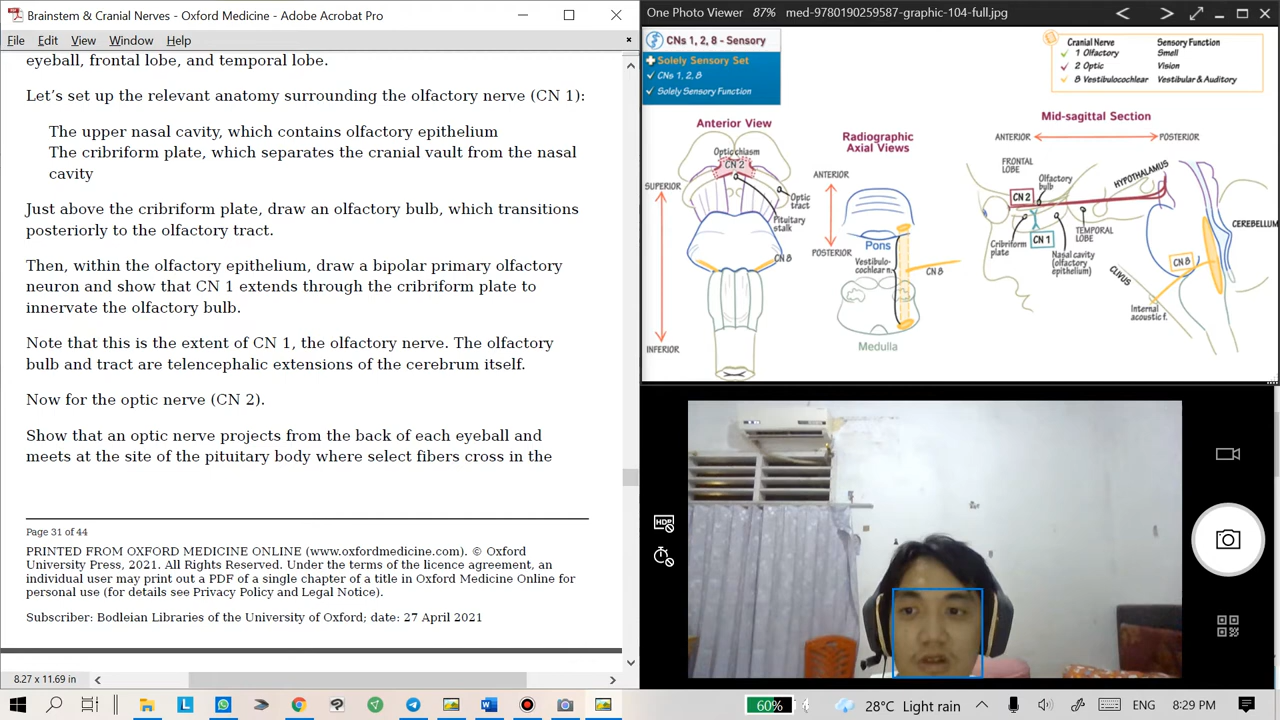 Brainstem & Cranial Nerves - Oxford Medicine - Adobe Acrobat Pro
File Edit View Window Help
eyeball, frontal lobe, and temporal lobe.
Let's set up the relevant anatomy surrounding the olfactory nerve (CN 1):
The upper nasal cavity, which contains olfactory epithelium
The cribriform plate, which separates the cranial vault from the nasal
cavity
Just above the cribriform plate, draw an olfactory bulb, which transitions
posteriorly to the olfactory tract.
Then, within the olfactory epithelium, draw a bipolar primary olfactory
neuron and show that CN 1 extends through the cribriform plate to
innervate the olfactory bulb.
Note that this is the extent of CN 1, the olfactory nerve. The olfactory
bulb and tract are telencephalic extensions of the cerebrum itself.
Now for the optic nerve (CN 2).
Show that an optic nerve projects from the back of each eyeball and
meets at the site of the pituitary body where select fibers cross in the
Page 31 of 44
PRINTED FROM OXFORD MEDICINE ONLINE (www.oxfordmedicine.com). © Oxford
University Press, 2021. All Rights Reserved. Under the terms of the licence agreement, an
individual user may print out a PDF of a single chapter of a title in Oxford Medicine Online for
personal use (for details see Privacy Policy and Legal Notice).
Subscriber: Bodleian Libraries of the University of Oxford; date: 27 April 2021
8.27 x 11.69 in
One Photo Viewer 87% med-9780190259587-graphic-104-full.jpg
CNs 1, 2, 8 - Sensory
Solely Sensory Set
CNs 1, 2, 8
Solely Sensory Function
Cranial Nerve Sensory Function
1 Olfactory Smell
2 Optic Vision
8 Vestibulocochlear Vestibular & Auditory
Anterior View
Optic chiasm
CN 2
SUPERIOR
Optic
tract
Pituitary
stalk
CN 8
INFERIOR
Radiographic
Axial Views
ANTERIOR
POSTERIOR
Pons
Vestibulo-
cochlear n.
CN 8
Medulla
Mid-sagittal Section
ANTERIOR POSTERIOR
FRONTAL
LOBE
Olfactory
bulb
HYPOTHALAMUS
CN 2
CN 1
Cribriform
plate
TEMPORAL
LOBE
Nasal cavity
(olfactory
epithelium)
CEREBELLUM
CN 8
CLIVUS
Internal
acoustic f.
HDR
60% 28°C Light rain ENG 8:29 PM